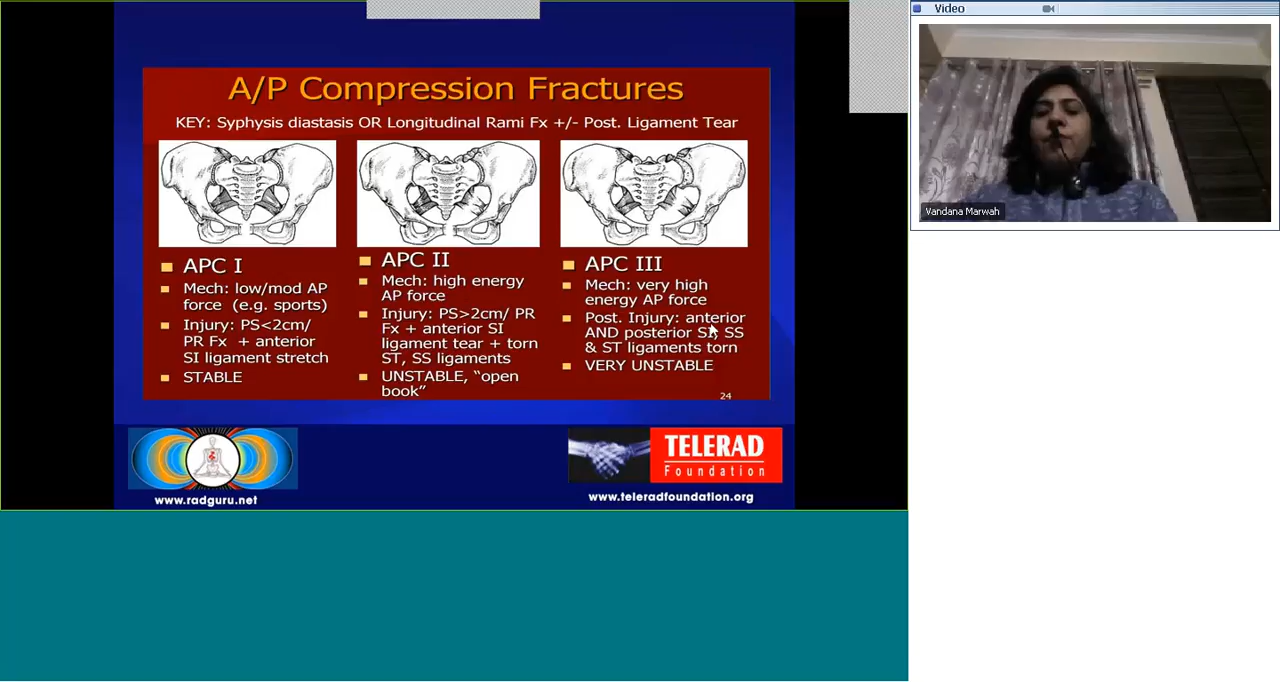 Video
A/P Compression Fractures
KEY: Syphysis diastasis OR Longitudinal Rami Fx +/- Post. Ligament Tear
APC I
Mech: low/mod AP
force (e.g. sports)
Injury: PS<2cm/
PR Fx + anterior
SI ligament stretch
STABLE
APC II
Mech: high energy
AP force
Injury: PS>2cm/ PR
Fx + anterior SI
ligament tear + torn
ST, SS ligaments
UNSTABLE, “open
book”
APC III
Mech: very high
energy AP force
Post. Injury: anterior
AND posterior SI, SS
& ST ligaments torn
VERY UNSTABLE
24
www.radguru.net
TELERAD
Foundation
www.teleradfoundation.org
Vandana Marwah